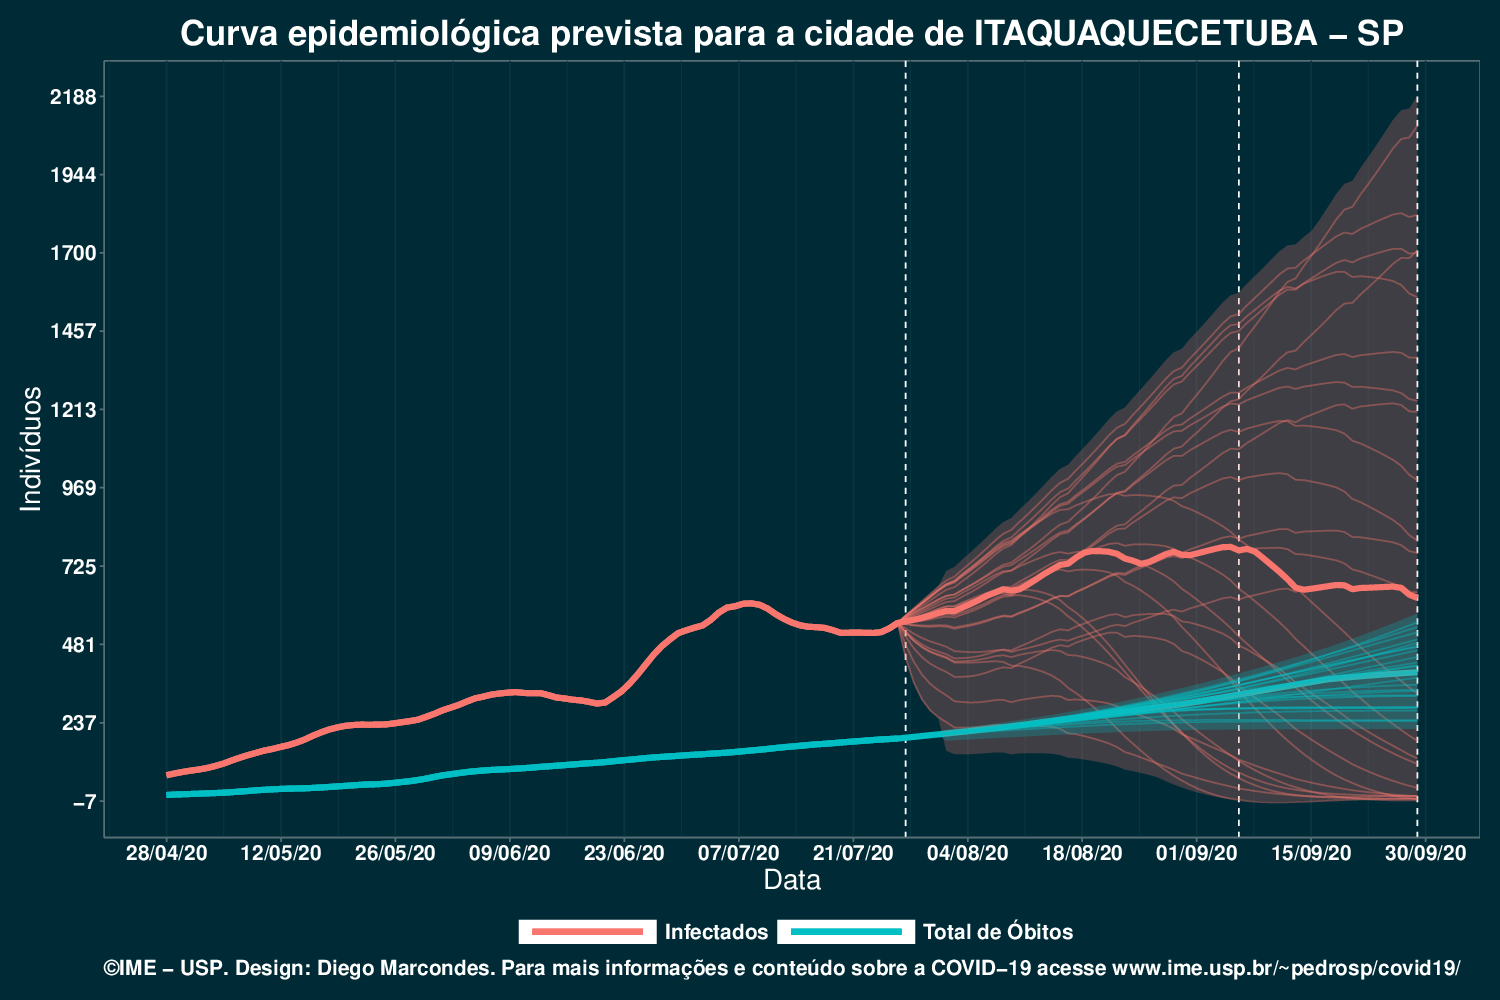 Curva epidemiológica prevista para a cidade de ITAQUAQUECETUBA − SP
2188
1944
1700
1457
1213
969
725
481
237
−7
Indivíduos
28/04/20 12/05/20 26/05/20 09/06/20 23/06/20 07/07/20 21/07/20 04/08/20 18/08/20 01/09/20 15/09/20 30/09/20
Data
Infectados Total de Óbitos
©IME − USP. Design: Diego Marcondes. Para mais informações e conteúdo sobre a COVID−19 acesse www.ime.usp.br/~pedrosp/covid19/